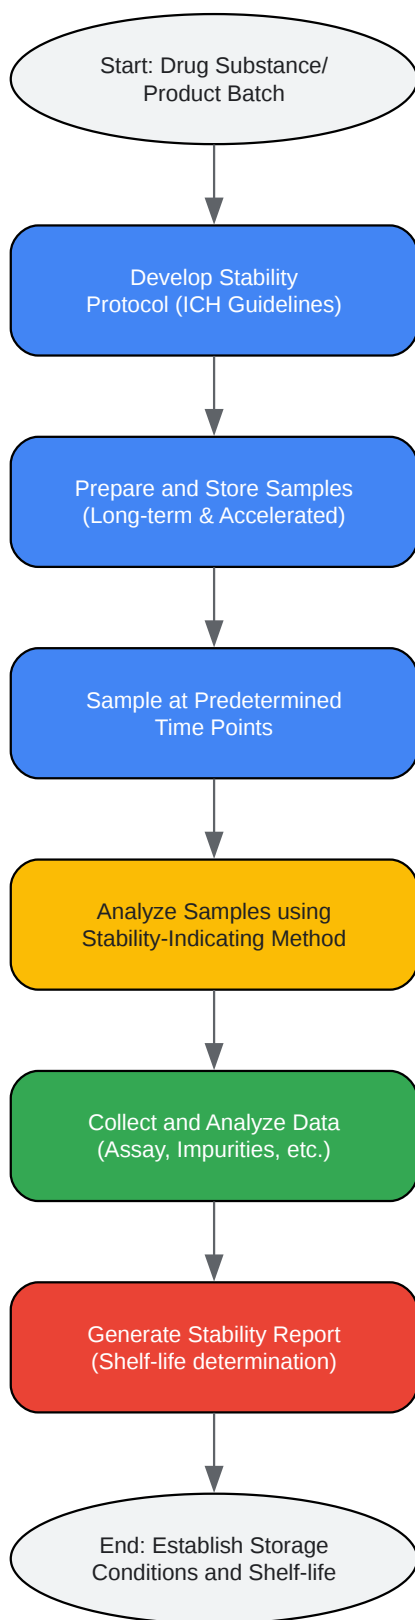 Start: Drug Substance/
Product Batch
Develop Stability
Protocol (ICH Guidelines)
Prepare and Store Samples
(Long-term & Accelerated)
Sample at Predetermined
Time Points
Analyze Samples using
Stability-Indicating Method
Collect and Analyze Data
(Assay, Impurities, etc.)
Generate Stability Report
(Shelf-life determination)
End: Establish Storage
Conditions and Shelf-life